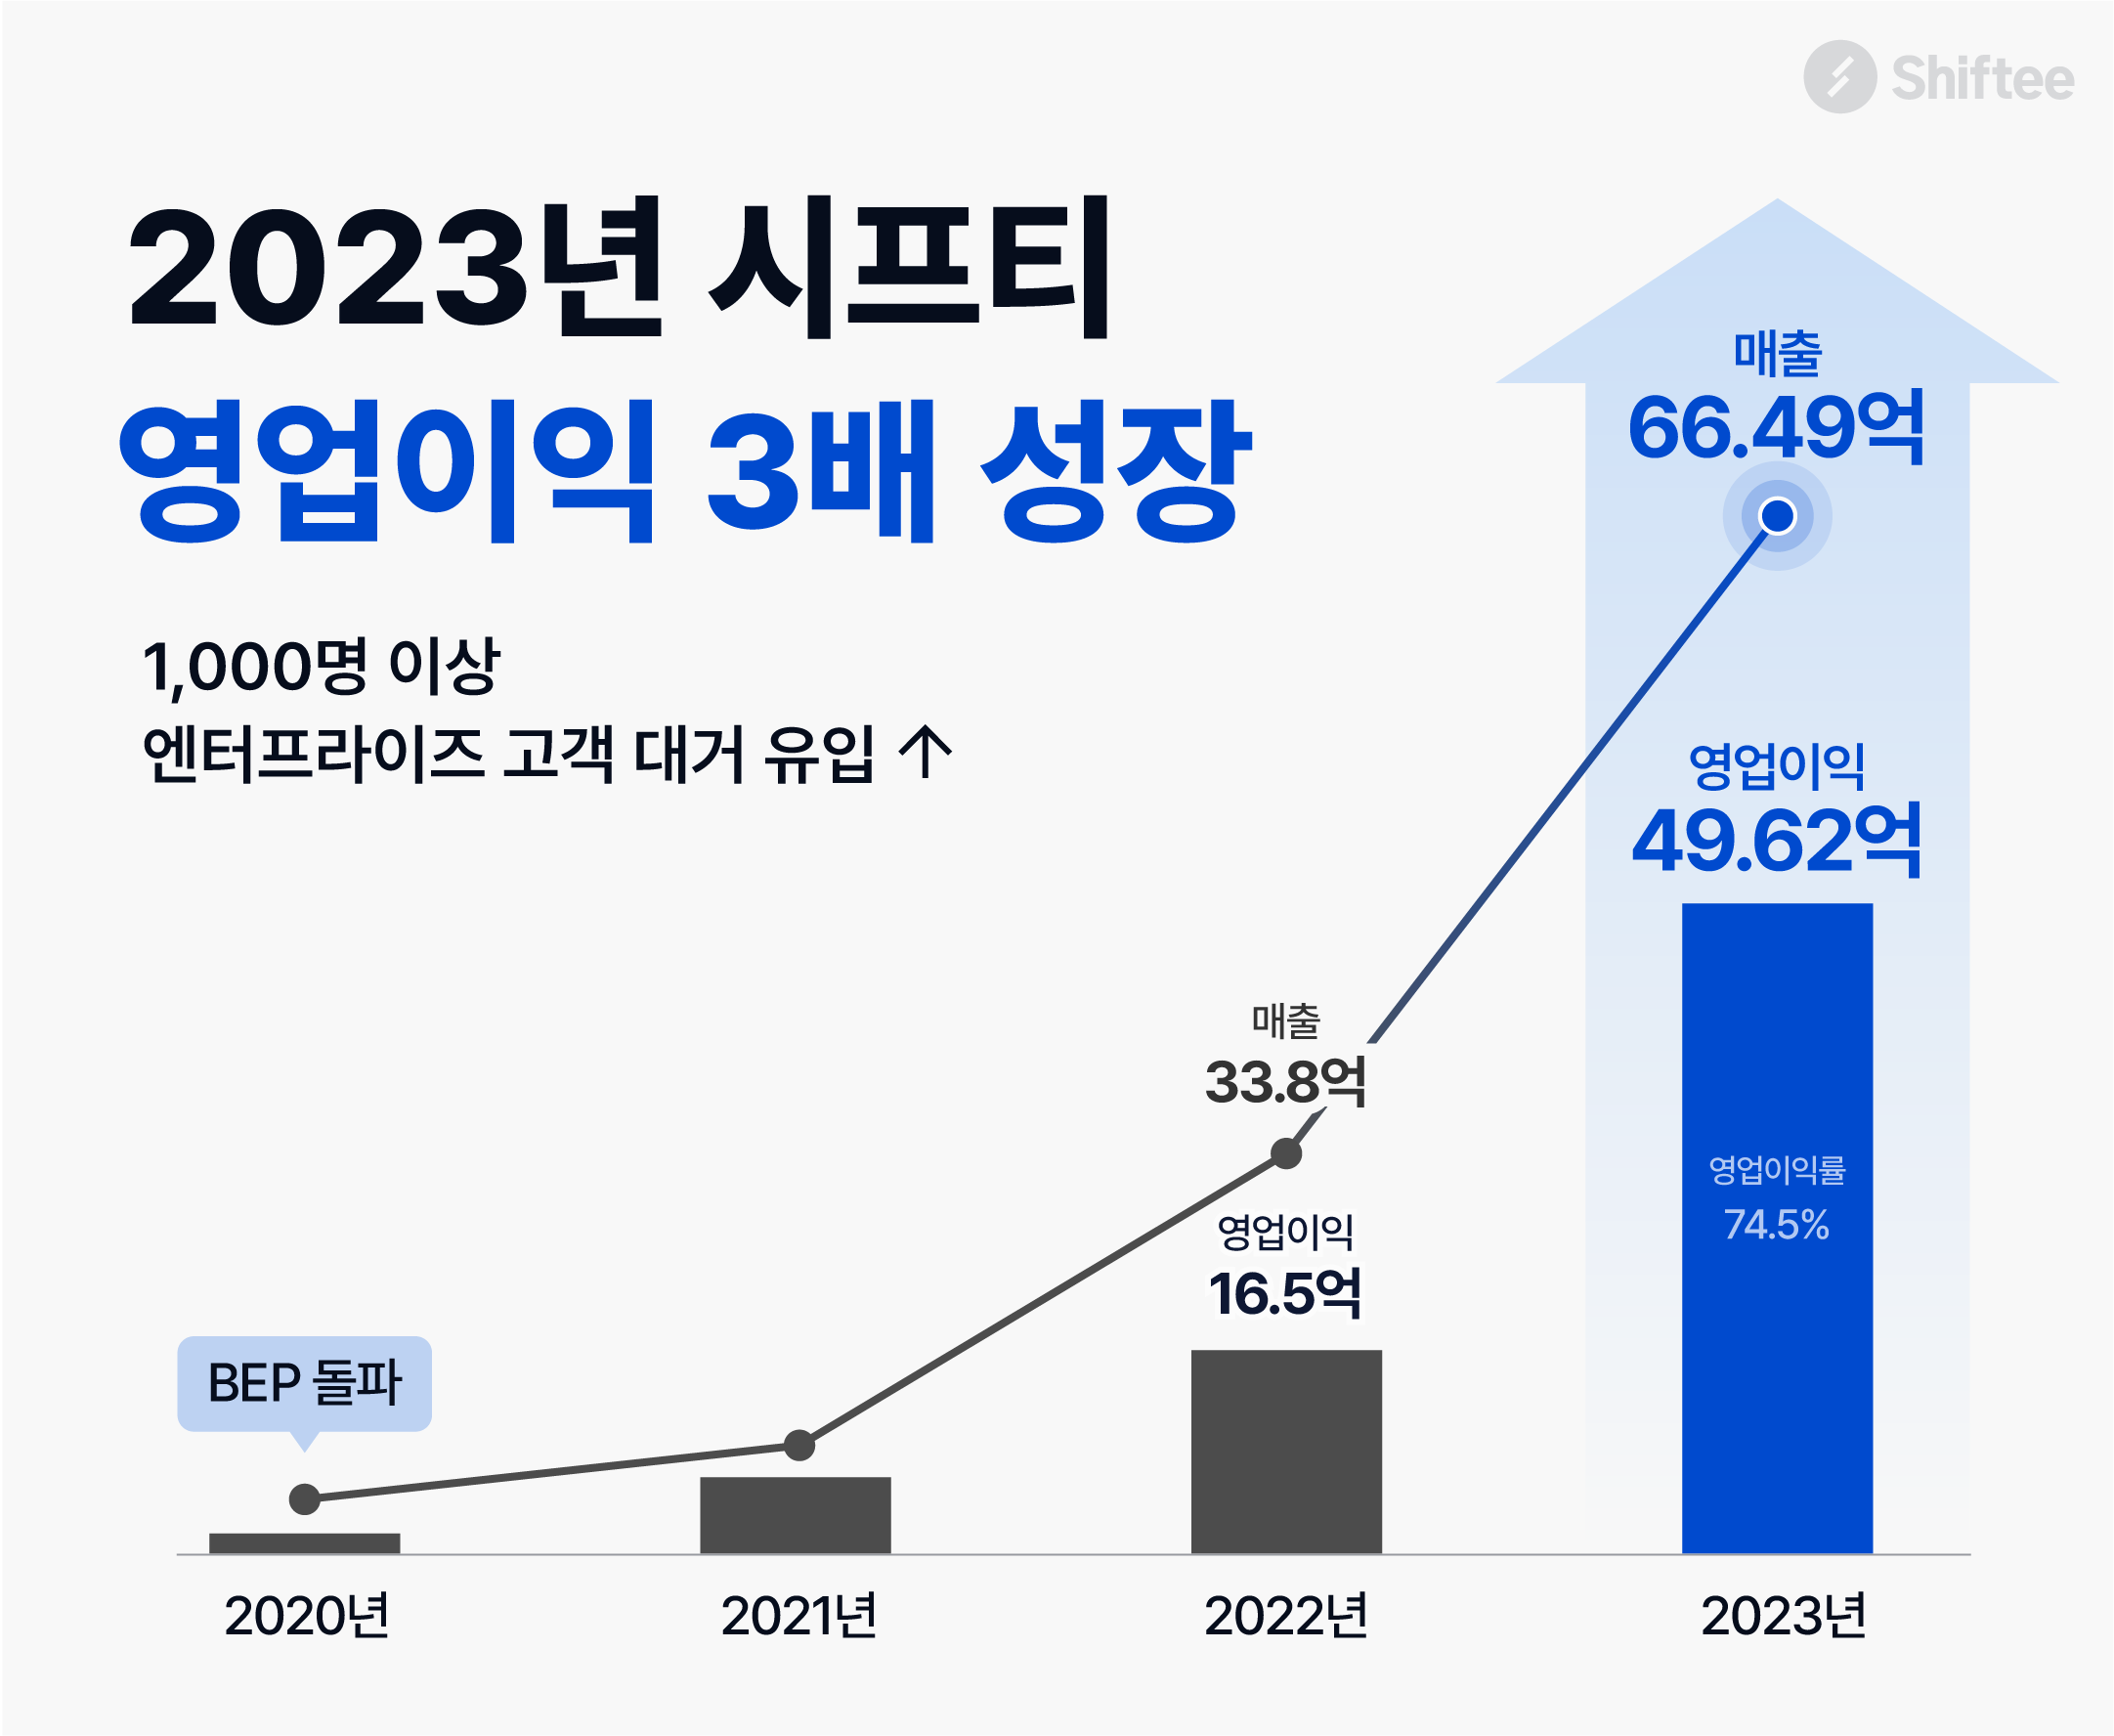 Shiftee
2023년 시프티
영업이익 3배 성장
1,000명 이상
엔터프라이즈 고객 대거 유입 ↑
매출
66.49억
영업이익
49.62억
매출
33.8억
영업이익률
74.5%
영업이익
16.5억
BEP 돌파
2020년
2021년
2022년
2023년